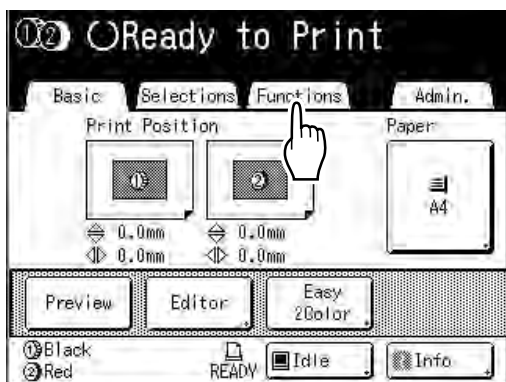 ①② Ready to Print
Basic Selections Functions Admin.
Print Position Paper
① ②
0.0mm 0.0mm A4
0.0mm 0.0mm
Preview Editor Easy 2Color
①Black READY Idle Info
②Red